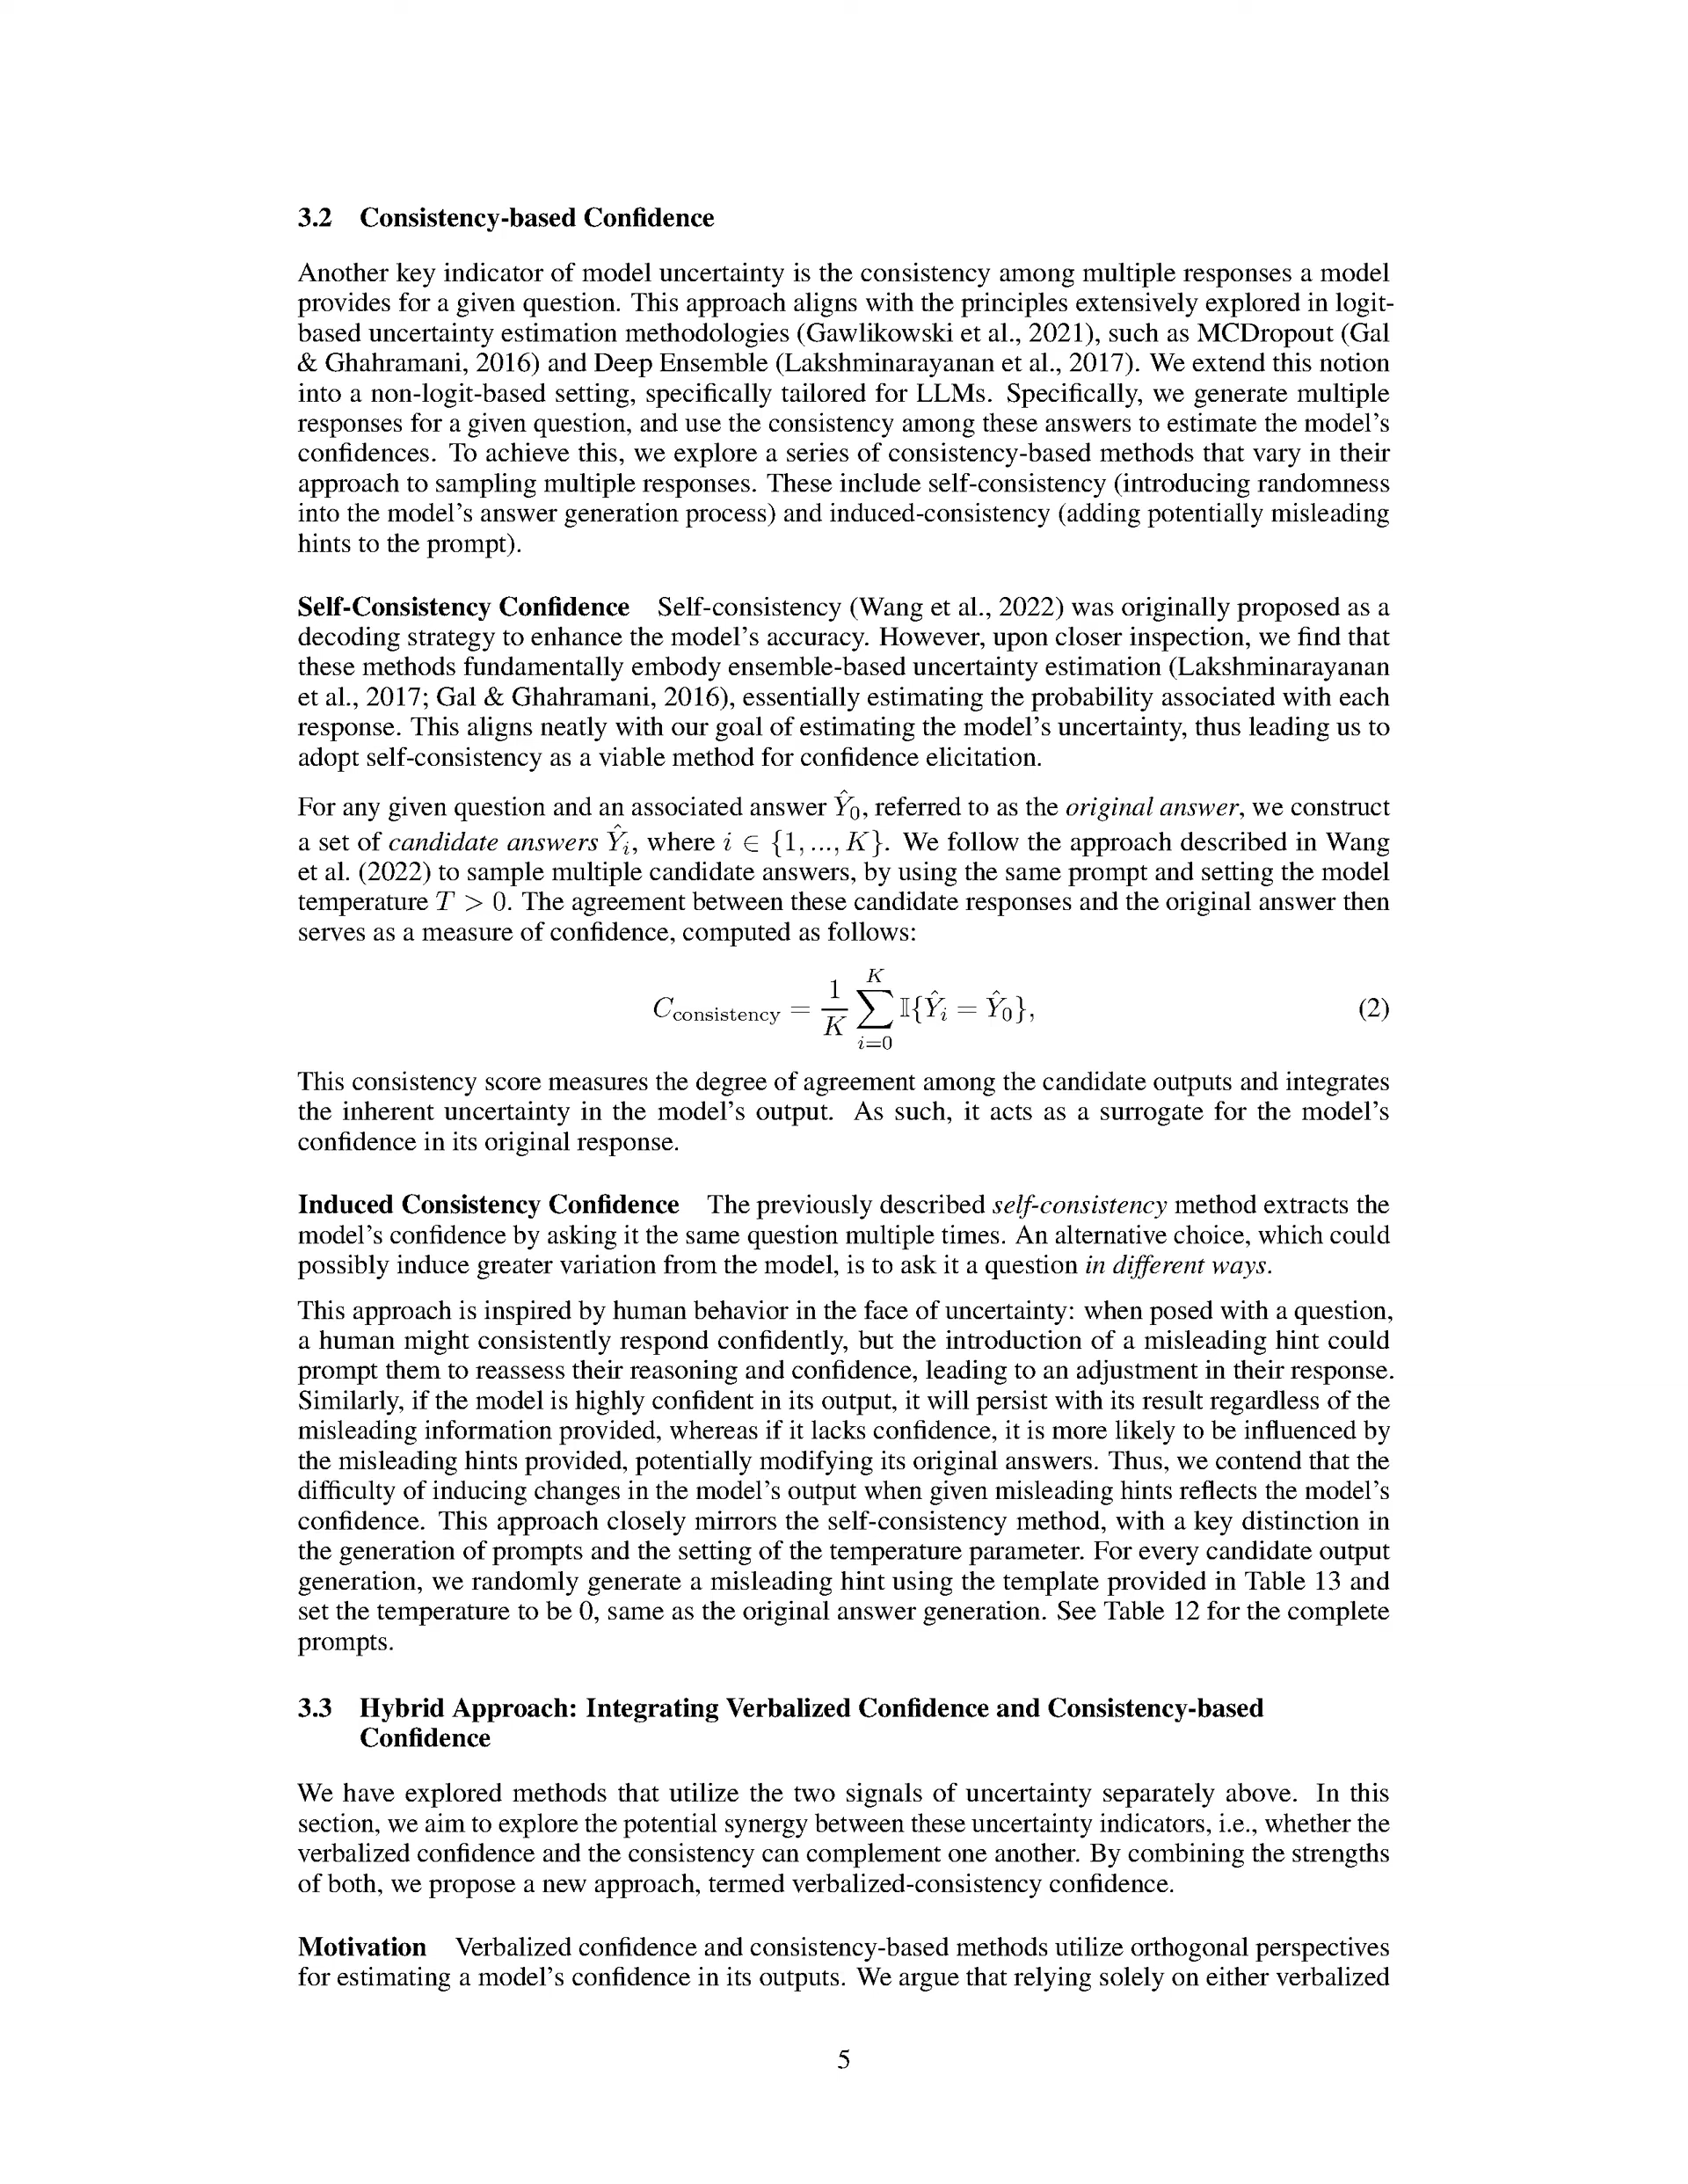 3.2 Consistency-based Confidence
Another key indicator of model uncertainty is the consistency among multiple responses a model
provides for a given question. This approach aligns with the principles extensively explored in logit-
based uncertainty estimation methodologies (Gawlikowski et al., 2021), such as MCDropout (Gal
& Ghahramani, 2016) and Deep Ensemble (Lakshminarayanan et al., 2017). We extend this notion
into a non-logit-based setting, specifically tailored for LLMs. Specifically, we generate multiple
responses for a given question, and use the consistency among these answers to estimate the model's
confidences. To achieve this, we explore a series of consistency-based methods that vary in their
approach to sampling multiple responses. These include self-consistency (introducing randomness
into the model's answer generation process) and induced-consistency (adding potentially misleading
hints to the prompt).
Self-Consistency Confidence Self-consistency (Wang et al., 2022) was originally proposed as a
decoding strategy to enhance the model's accuracy. However, upon closer inspection, we find that
these methods fundamentally embody ensemble-based uncertainty estimation (Lakshminarayanan
et al., 2017; Gal & Ghahramani, 2016), essentially estimating the probability associated with each
response. This aligns neatly with our goal of estimating the model's uncertainty, thus leading us to
adopt self-consistency as a viable method for confidence elicitation.
For any given question and an associated answer Ŷ₀, referred to as the original answer, we construct
a set of candidate answers Ŷᵢ, where i ∈ {1, ..., K}. We follow the approach described in Wang
et al. (2022) to sample multiple candidate answers, by using the same prompt and setting the model
temperature T > 0. The agreement between these candidate responses and the original answer then
serves as a measure of confidence, computed as follows:
C_consistency = \frac{1}{K} \sum_{i=0}^{K} 𝕀{Ŷᵢ = Ŷ₀}, (2)
This consistency score measures the degree of agreement among the candidate outputs and integrates
the inherent uncertainty in the model's output. As such, it acts as a surrogate for the model's
confidence in its original response.
Induced Consistency Confidence The previously described self-consistency method extracts the
model's confidence by asking it the same question multiple times. An alternative choice, which could
possibly induce greater variation from the model, is to ask it a question in different ways.
This approach is inspired by human behavior in the face of uncertainty: when posed with a question,
a human might consistently respond confidently, but the introduction of a misleading hint could
prompt them to reassess their reasoning and confidence, leading to an adjustment in their response.
Similarly, if the model is highly confident in its output, it will persist with its result regardless of the
misleading information provided, whereas if it lacks confidence, it is more likely to be influenced by
the misleading hints provided, potentially modifying its original answers. Thus, we contend that the
difficulty of inducing changes in the model's output when given misleading hints reflects the model's
confidence. This approach closely mirrors the self-consistency method, with a key distinction in
the generation of prompts and the setting of the temperature parameter. For every candidate output
generation, we randomly generate a misleading hint using the template provided in Table 13 and
set the temperature to be 0, same as the original answer generation. See Table 12 for the complete
prompts.
3.3 Hybrid Approach: Integrating Verbalized Confidence and Consistency-based
Confidence
We have explored methods that utilize the two signals of uncertainty separately above. In this
section, we aim to explore the potential synergy between these uncertainty indicators, i.e., whether the
verbalized confidence and the consistency can complement one another. By combining the strengths
of both, we propose a new approach, termed verbalized-consistency confidence.
Motivation Verbalized confidence and consistency-based methods utilize orthogonal perspectives
for estimating a model's confidence in its outputs. We argue that relying solely on either verbalized
5